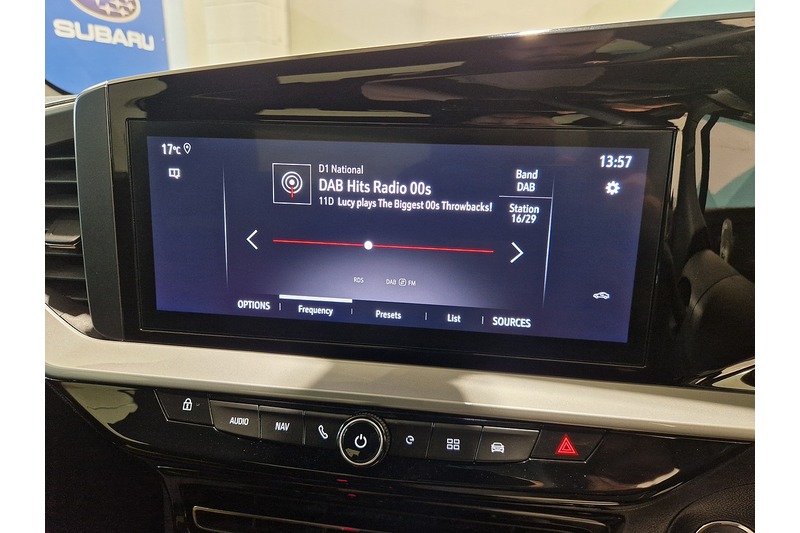 SUBARU
17°C
13:57
D1 National
DAB Hits Radio 00s
11D Lucy plays The Biggest 00s Throwbacks!
Band
DAB
Station
16/29
RDS
DAB FM
OPTIONS
Frequency
Presets
List
SOURCES
AUDIO
NAV